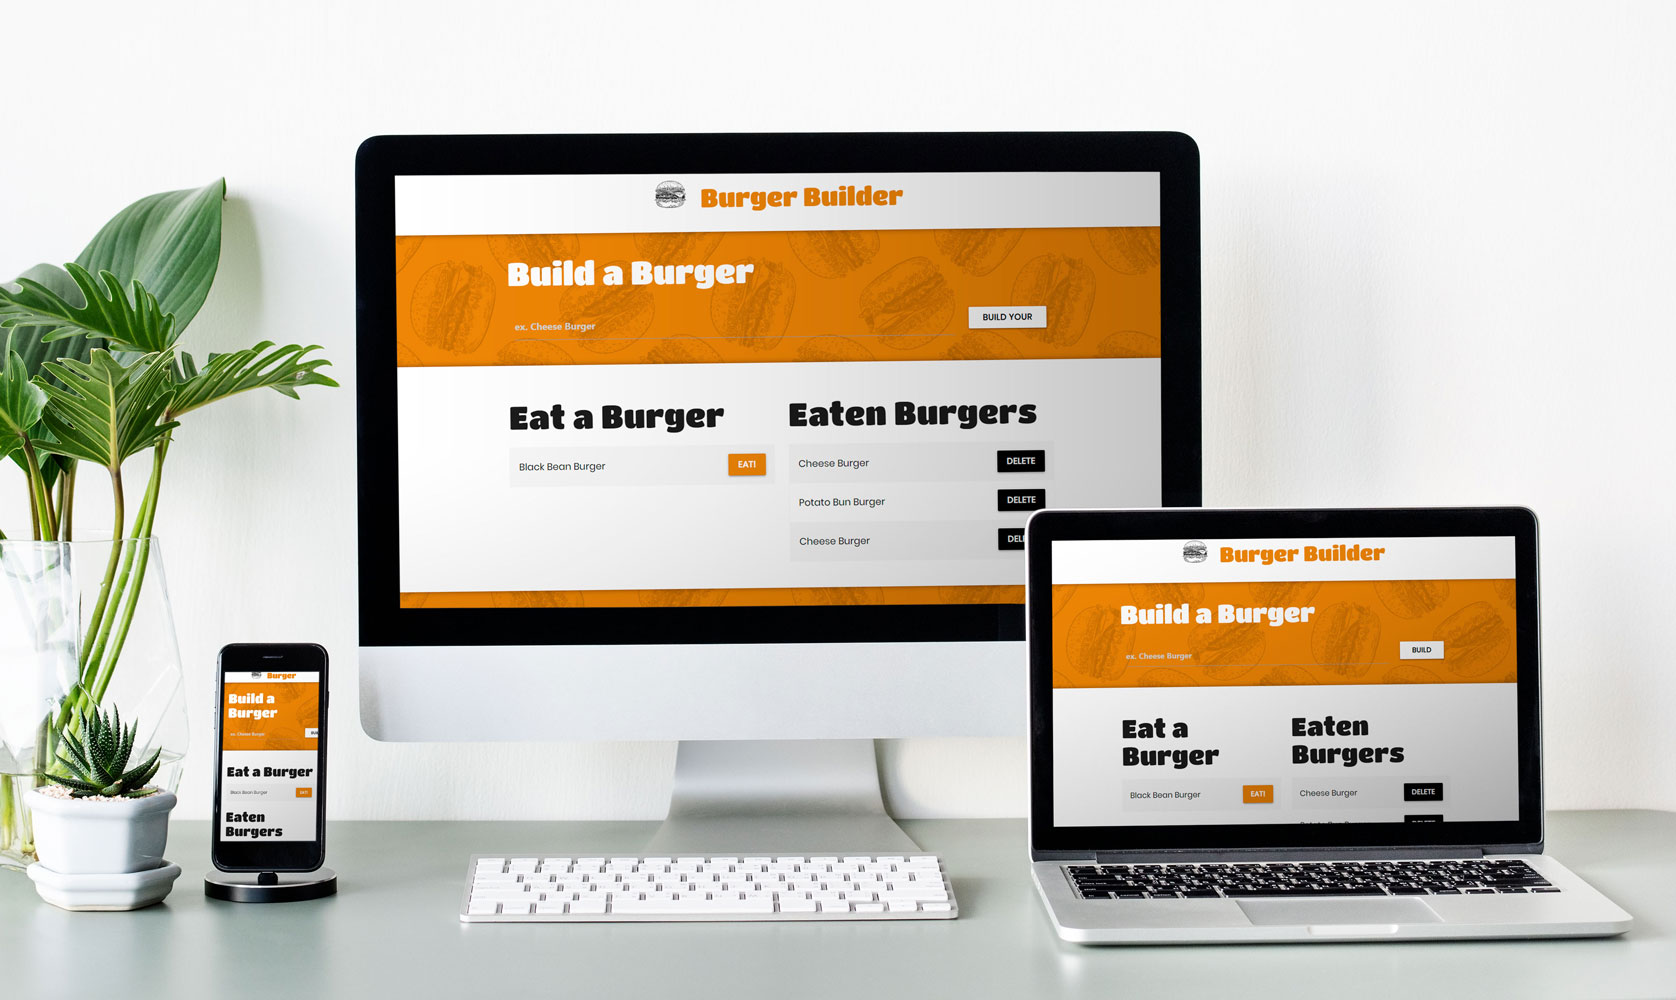 Burger Builder
Build a Burger
ex. Cheese Burger
BUILD YOUR
Eat a Burger
Black Bean Burger
EAT!
Eaten Burgers
Cheese Burger
DELETE
Potato Bun Burger
DELETE
Cheese Burger
Burger Builder
Build a Burger
ex. Cheese Burger
BUILD
Eat a
Burger
Black Bean Burger
EAT!
Eaten
Burgers
Cheese Burger
DELETE
Burger
Build a
Burger
ex. Cheese Burger
Eat a Burger
Black Bean Burger
EAT!
Eaten
Burgers